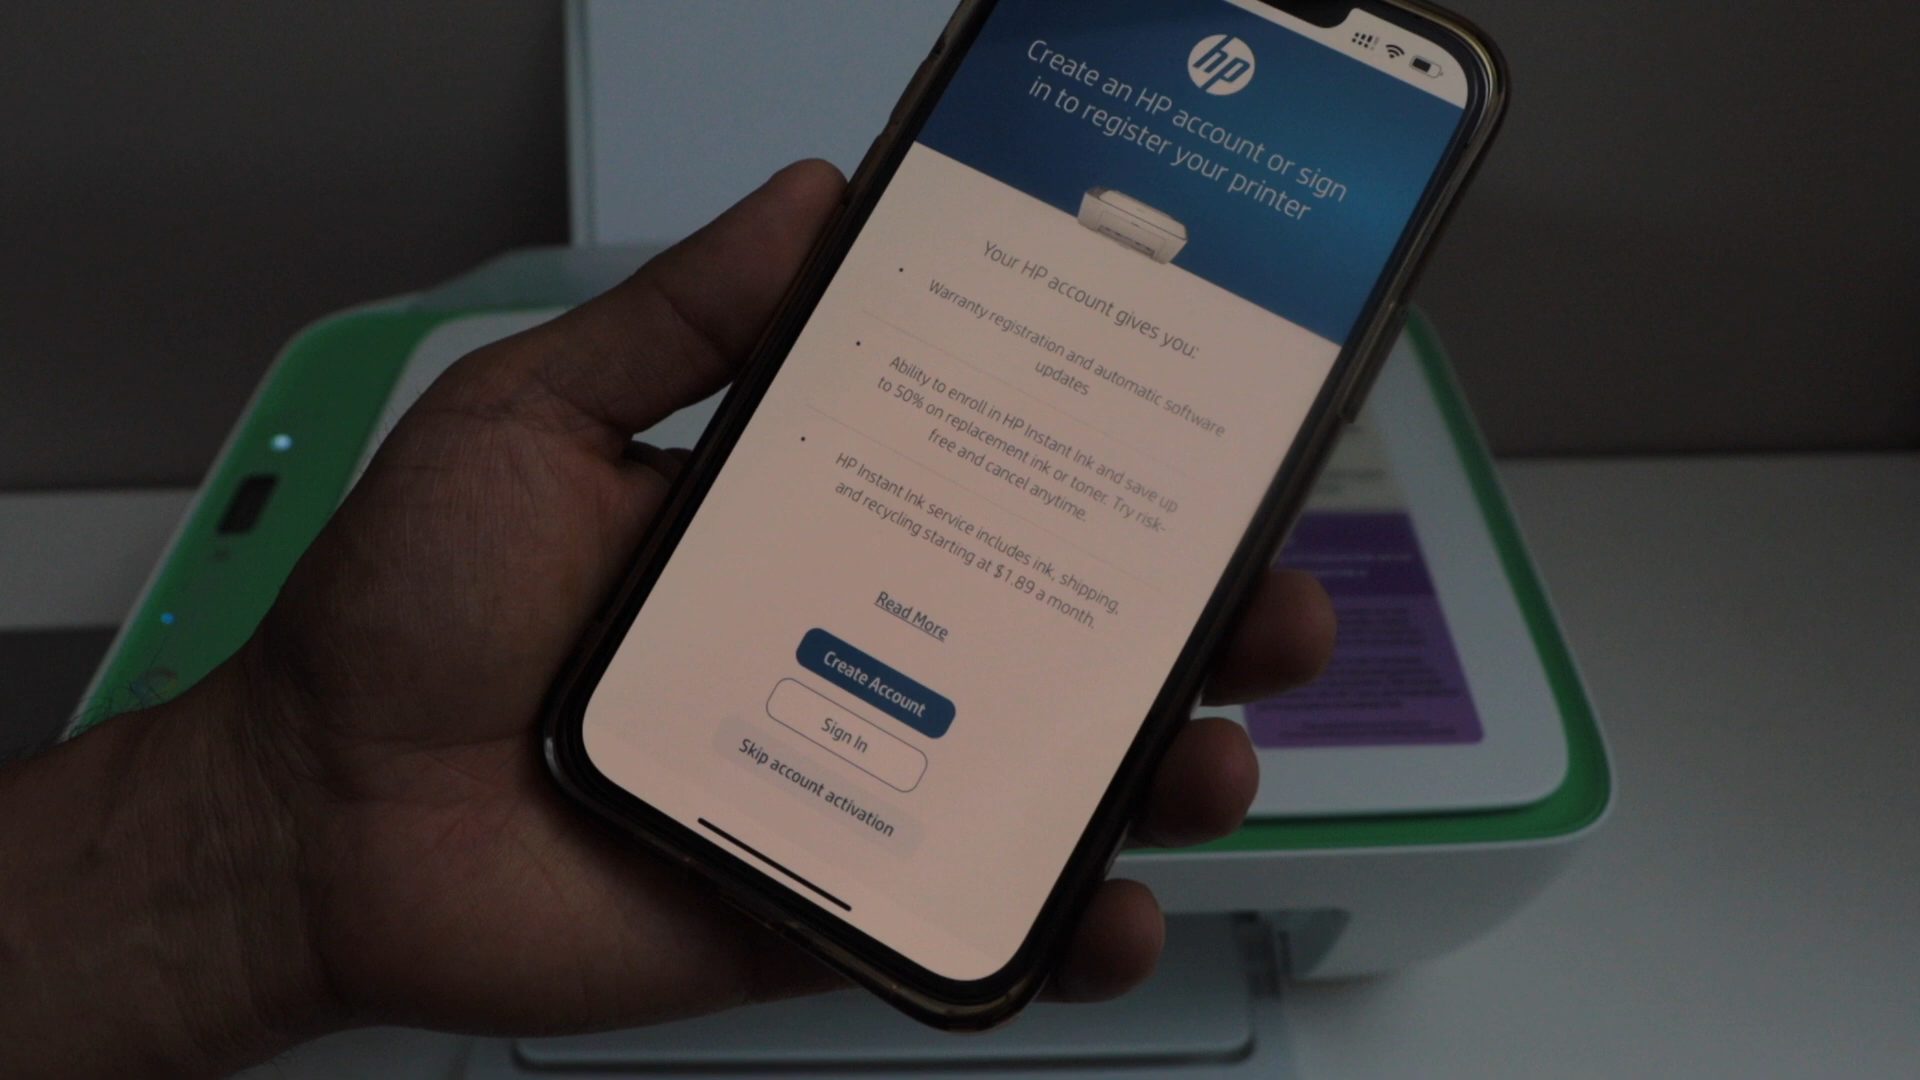 hp
Create an HP account or sign
in to register your printer
Your HP account gives you:
• Warranty registration and automatic software
updates
• Ability to enroll in HP Instant Ink and save up
to 50% on replacement ink or toner. Try risk-
free and cancel anytime.
• HP Instant Ink service includes ink, shipping,
and recycling starting at $1.89 a month.
Read More
Create Account
Sign In
Skip account activation